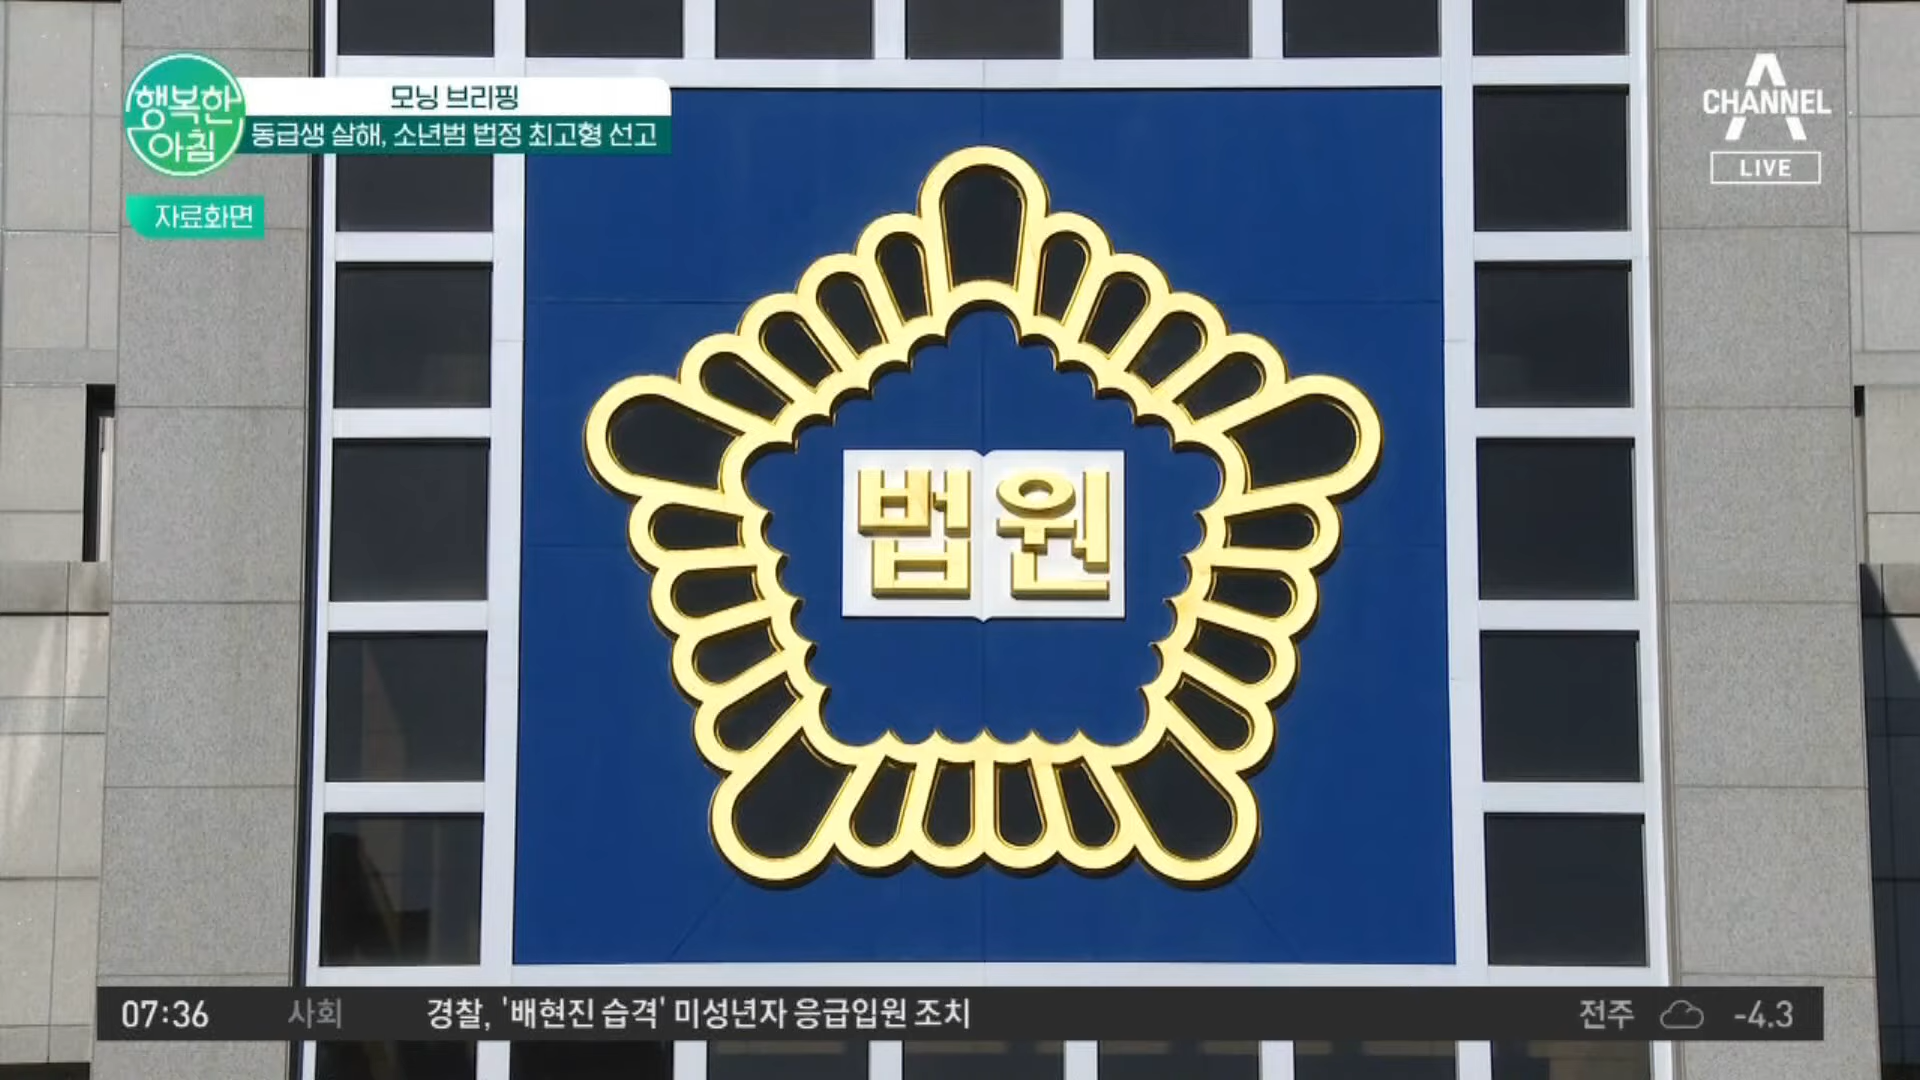 행복한
아침
모닝 브리핑
동급생 살해, 소년범 법정 최고형 선고
자료화면
CHANNEL A
LIVE
법원
07:36 사회 경찰, '배현진 습격' 미성년자 응급입원 조치
전주 -4.3